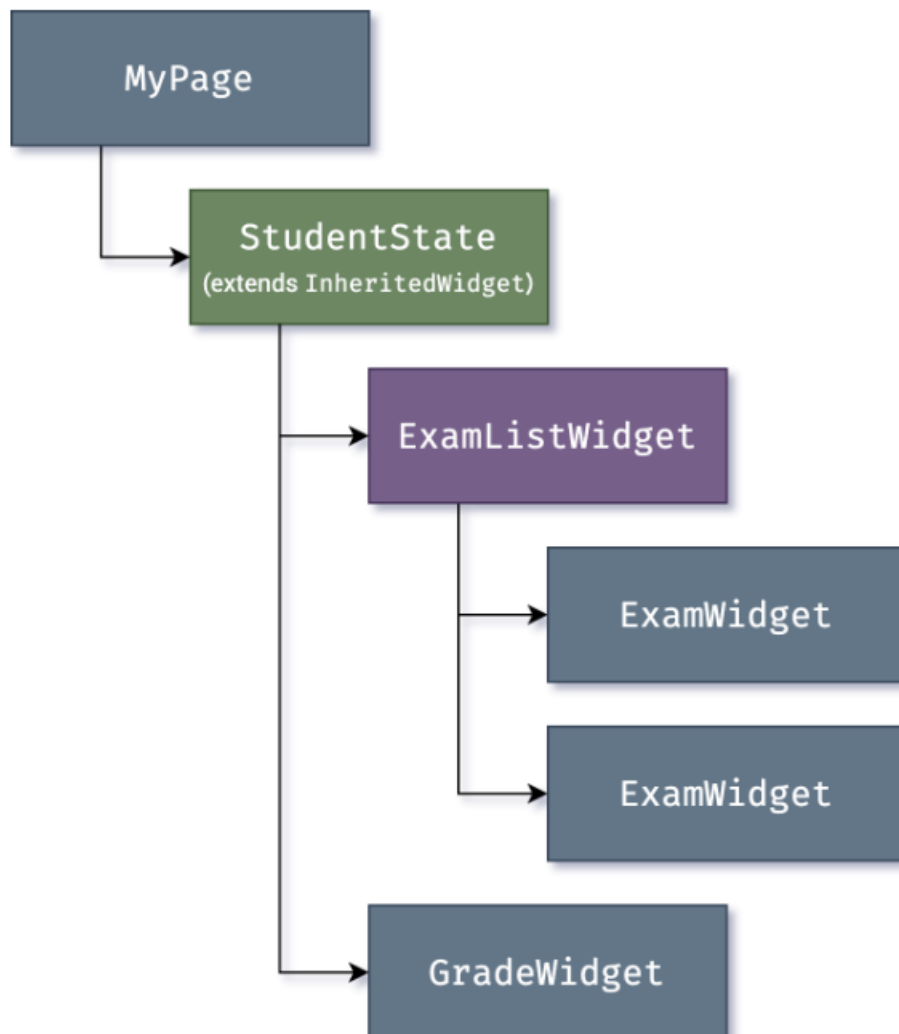 MyPage
StudentState
(extends InheritedWidget)
ExamListWidget
ExamWidget
ExamWidget
GradeWidget